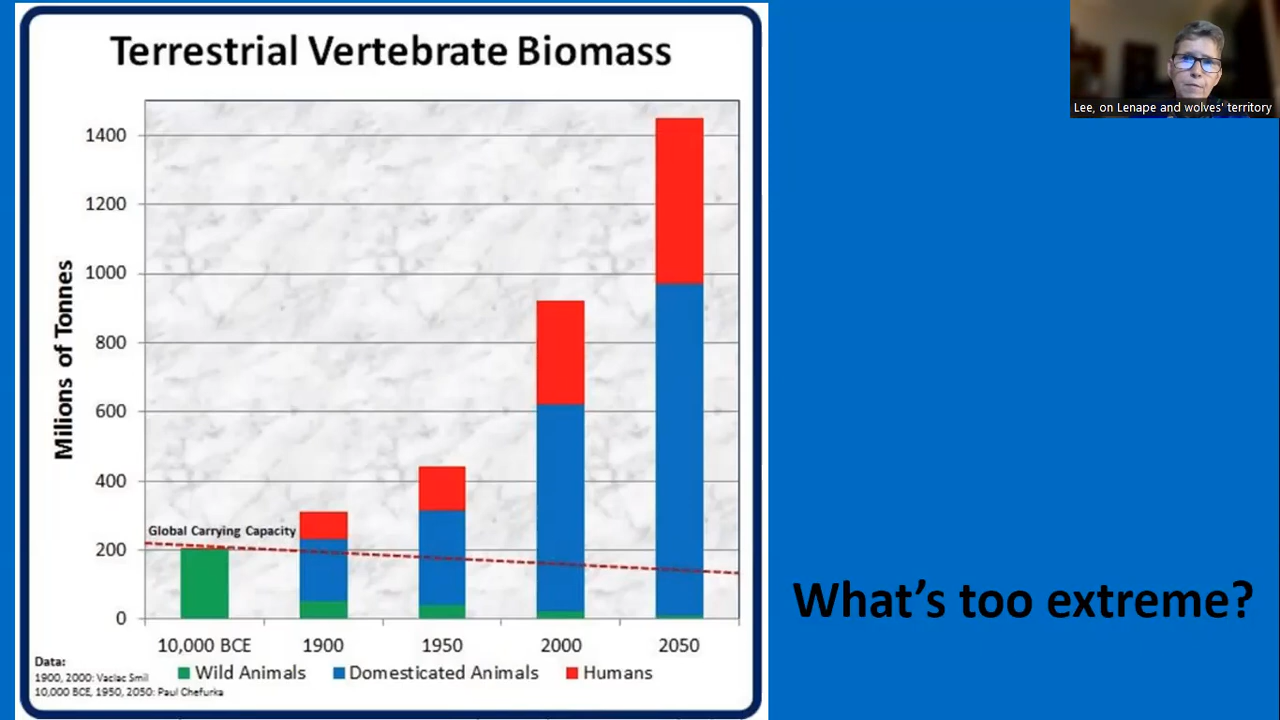 Terrestrial Vertebrate Biomass
Lee, on Lenape and wolves' territory
Milions of Tonnes
1400
1200
1000
800
600
400
200
0
Global Carrying Capacity
10,000 BCE 1900 1950 2000 2050
Wild Animals Domesticated Animals Humans
Data:
1900, 2000: Vaclac Smil
10,000 BCE, 1950, 2050: Paul Chefurka
What's too extreme?